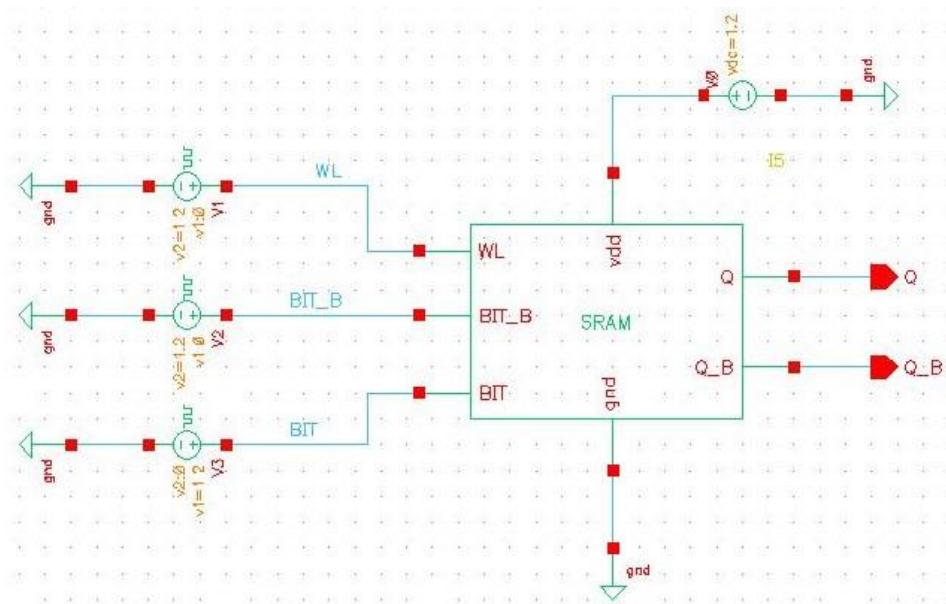 vdc=1.2
V0
gnd
I5
WL
gnd
v2=1.2
v1:0
V1
WL
vdd
BIT_B
Q
Q
gnd
v2=1.2
v1:0
V2
BIT_B
SRAM
Q_B
Q_B
BIT
gnd
BIT
gnd
v2:0
v1=1.2
V3
gnd